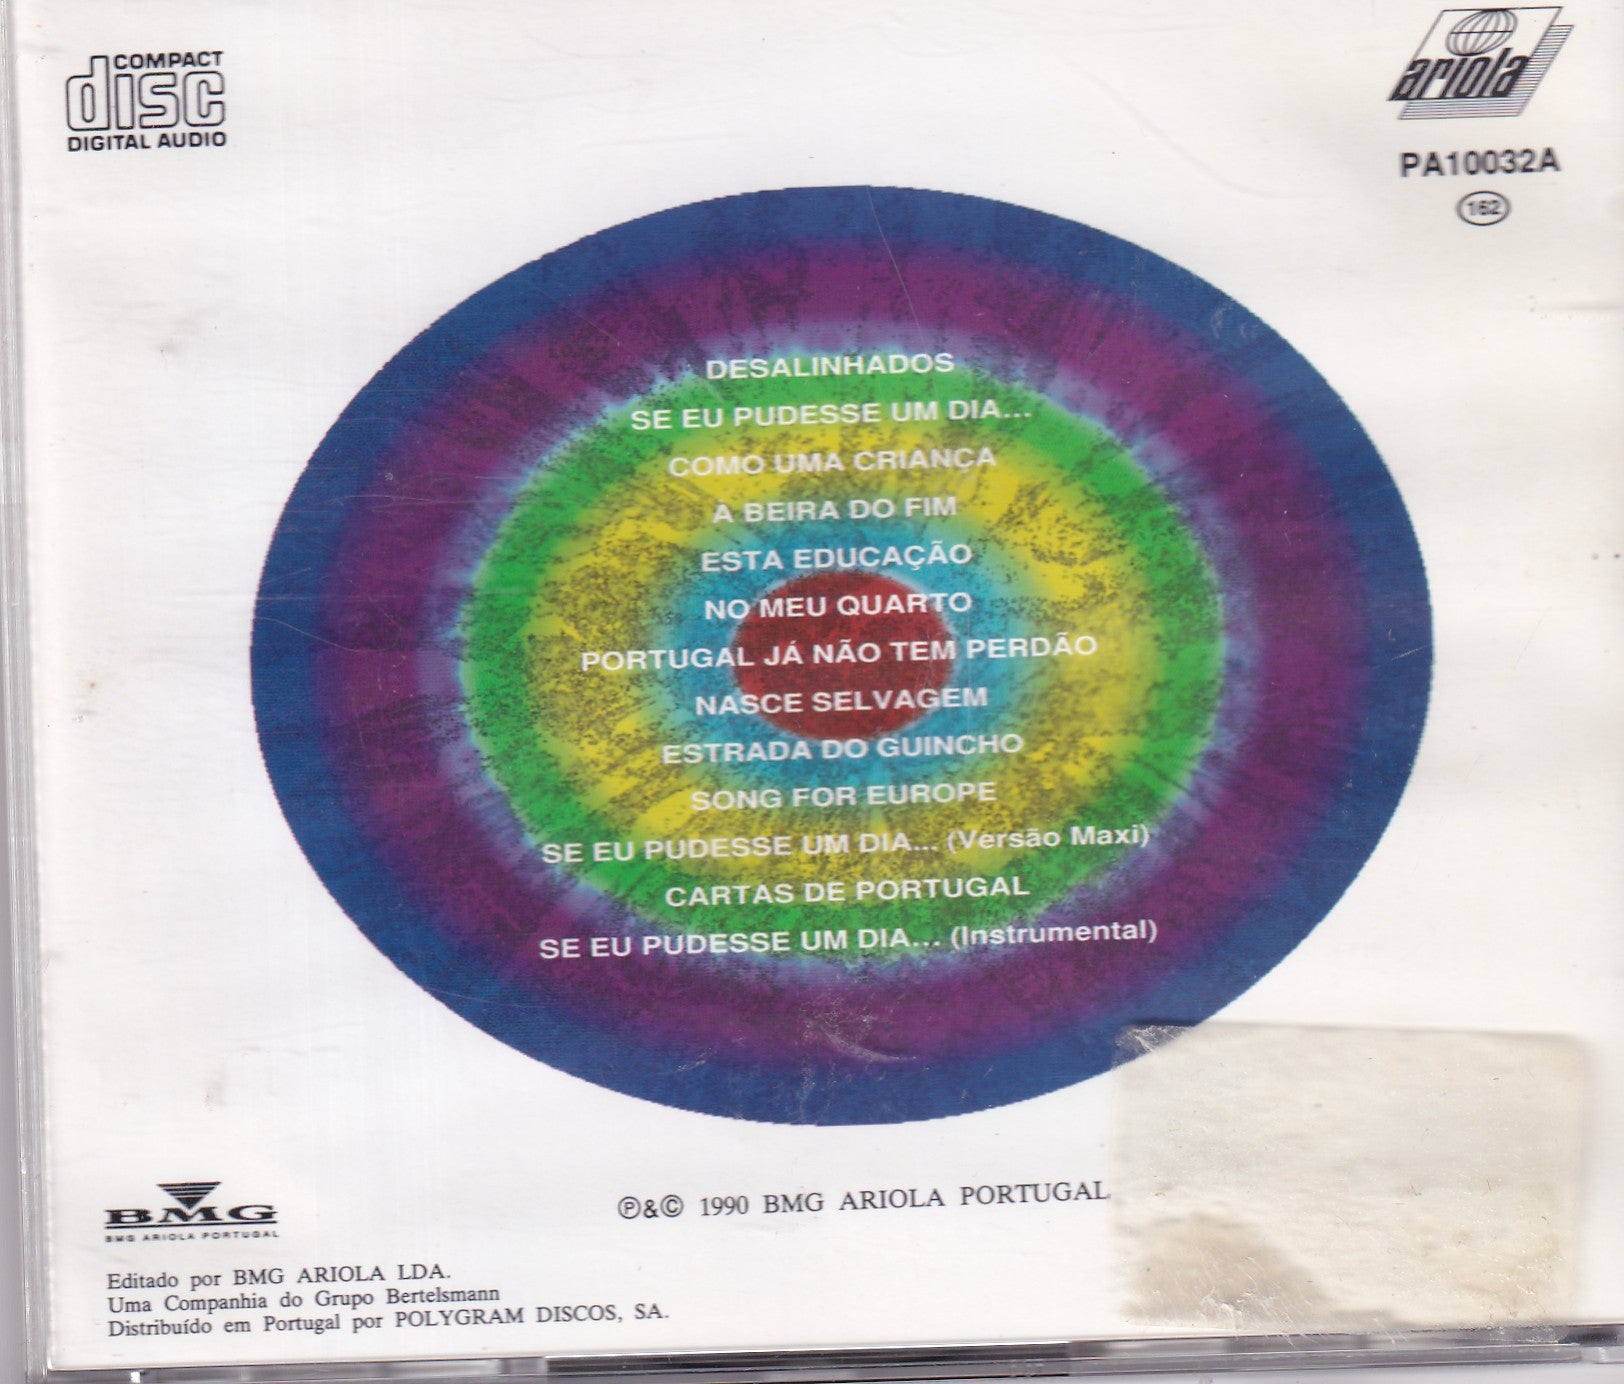 COMPACT
disc
DIGITAL AUDIO
ariola
PA10032A
162
DESALINHADOS
SE EU PUDESSE UM DIA...
COMO UMA CRIANÇA
À BEIRA DO FIM
ESTA EDUCAÇÃO
NO MEU QUARTO
PORTUGAL JÁ NÃO TEM PERDÃO
NASCE SELVAGEM
ESTRADA DO GUINCHO
SONG FOR EUROPE
SE EU PUDESSE UM DIA... (Versão Maxi)
CARTAS DE PORTUGAL
SE EU PUDESSE UM DIA... (Instrumental)
℗&© 1990 BMG ARIOLA PORTUGAL
BMG
BMG ARIOLA PORTUGAL
Editado por BMG ARIOLA LDA.
Uma Companhia do Grupo Bertelsmann
Distribuído em Portugal por POLYGRAM DISCOS, SA.